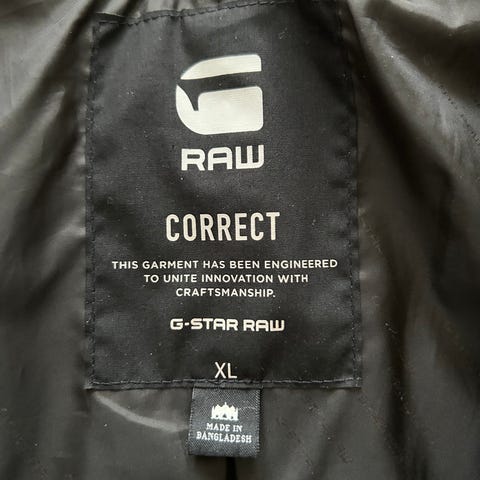 RAW
CORRECT
THIS GARMENT HAS BEEN ENGINEERED
TO UNITE INNOVATION WITH
CRAFTSMANSHIP.
G-STAR RAW
XL
MADE IN
BANGLADESH